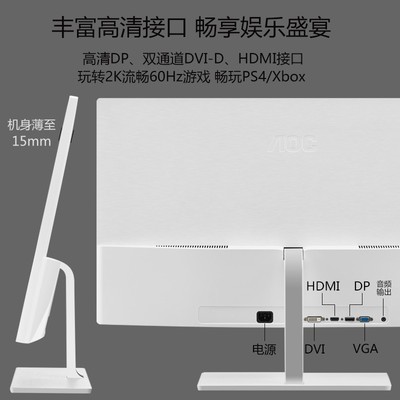 丰富高清接口 畅享娱乐盛宴
高清DP、双通道DVI-D、HDMI接口
玩转2K流畅60Hz游戏 畅玩PS4/Xbox
机身薄至
15mm
AOC
HDMI
DP
音频
输出
电源
DVI
VGA